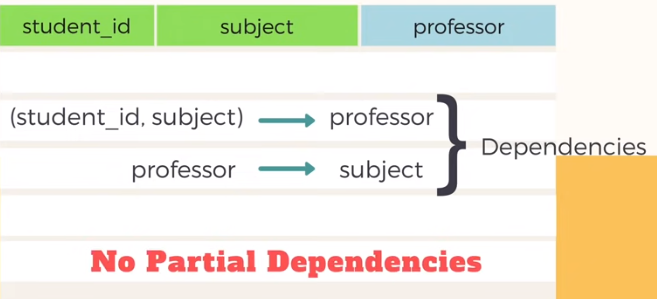 student_id subject professor
(student_id, subject) → professor
professor → subject
Dependencies
No Partial Dependencies